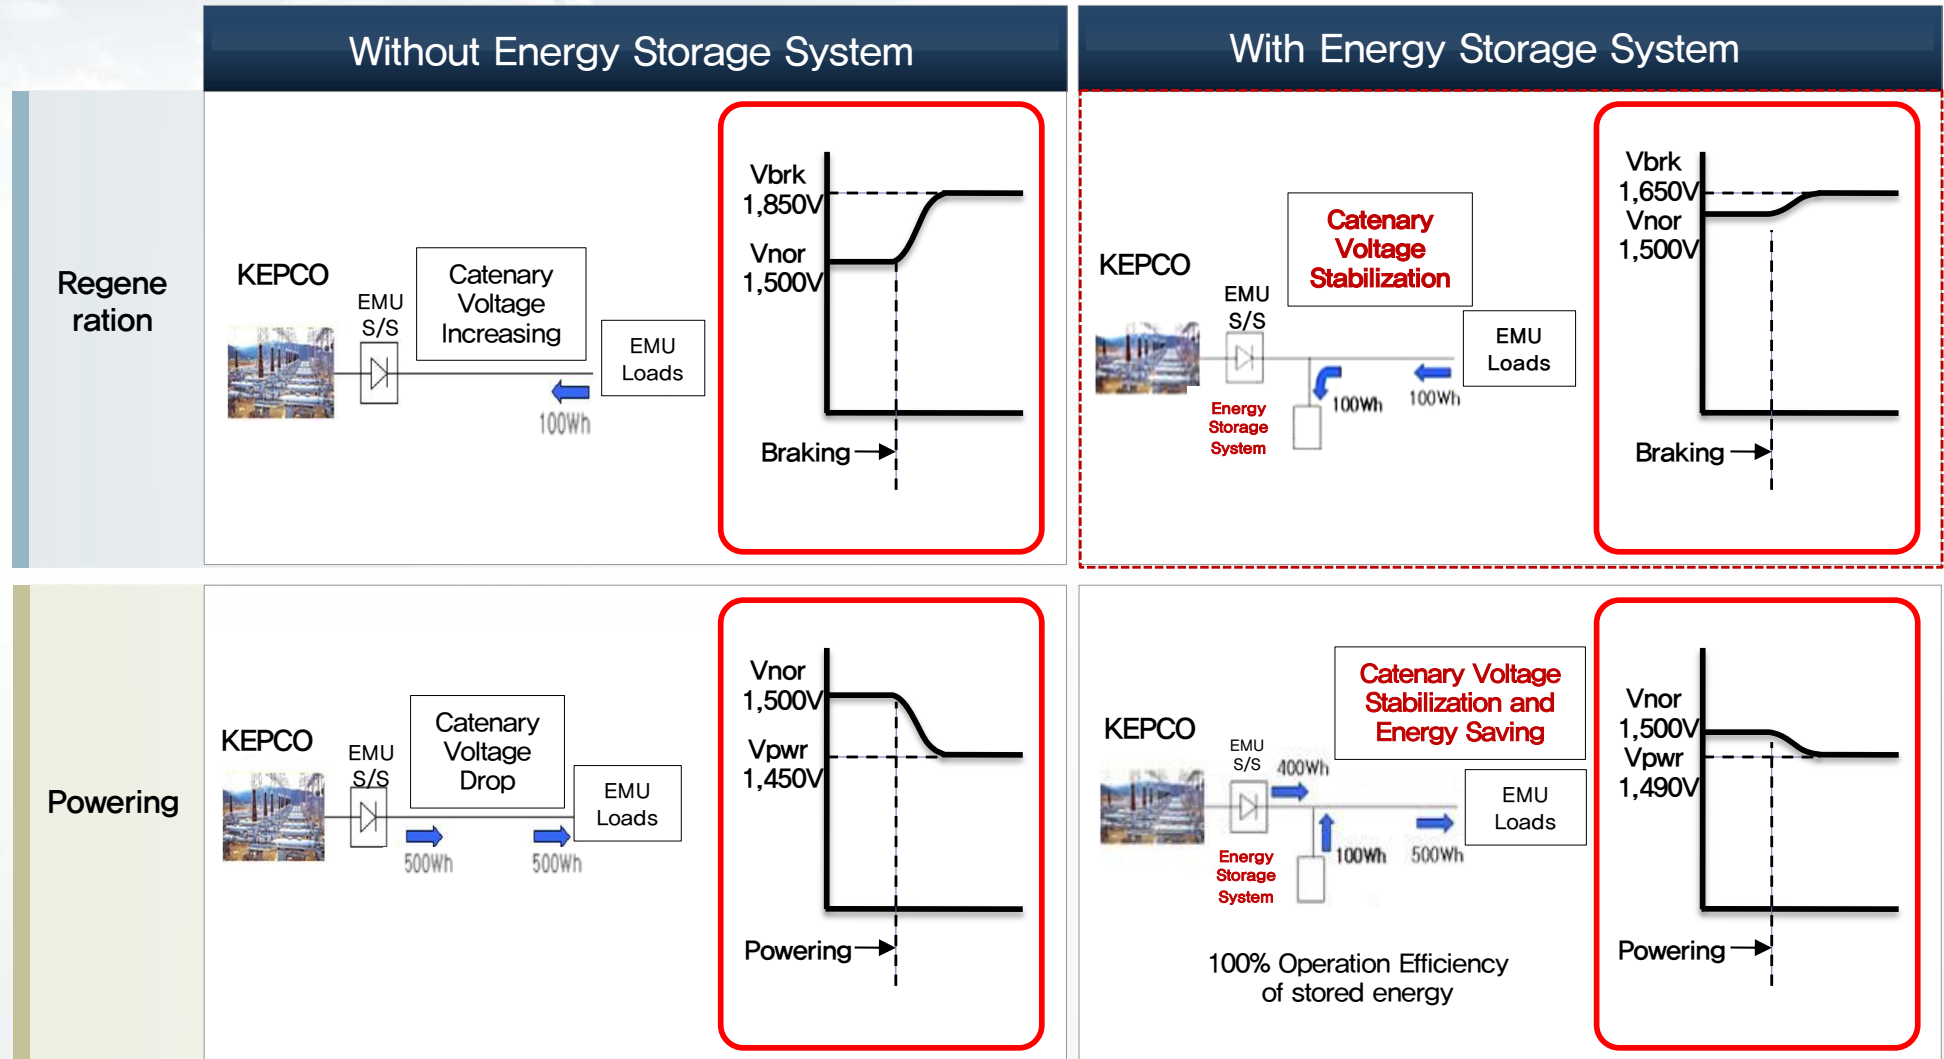 Without Energy Storage System
With Energy Storage System
Regene
ration
KEPCO
EMU
S/S
Catenary
Voltage
Increasing
EMU
Loads
100Wh
Vbrk
1,850V
Vnor
1,500V
Braking
KEPCO
EMU
S/S
Catenary
Voltage
Stabilization
EMU
Loads
Energy
Storage
System
100Wh
100Wh
Vbrk
1,650V
Vnor
1,500V
Braking
Powering
KEPCO
EMU
S/S
Catenary
Voltage
Drop
EMU
Loads
500Wh
500Wh
Vnor
1,500V
Vpwr
1,450V
Powering
KEPCO
EMU
S/S
400Wh
Catenary Voltage
Stabilization and
Energy Saving
EMU
Loads
Energy
Storage
System
100Wh
500Wh
100% Operation Efficiency
of stored energy
Vnor
1,500V
Vpwr
1,490V
Powering